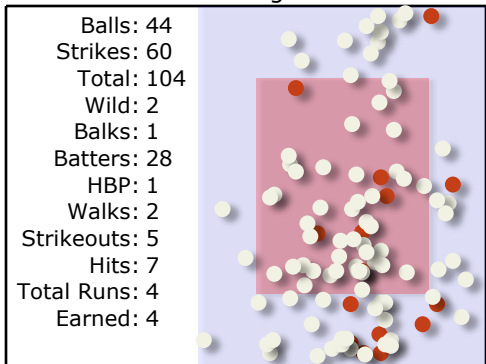 Balls: 44
Strikes: 60
Total: 104
Wild: 2
Balks: 1
Batters: 28
HBP: 1
Walks: 2
Strikeouts: 5
Hits: 7
Total Runs: 4
Earned: 4